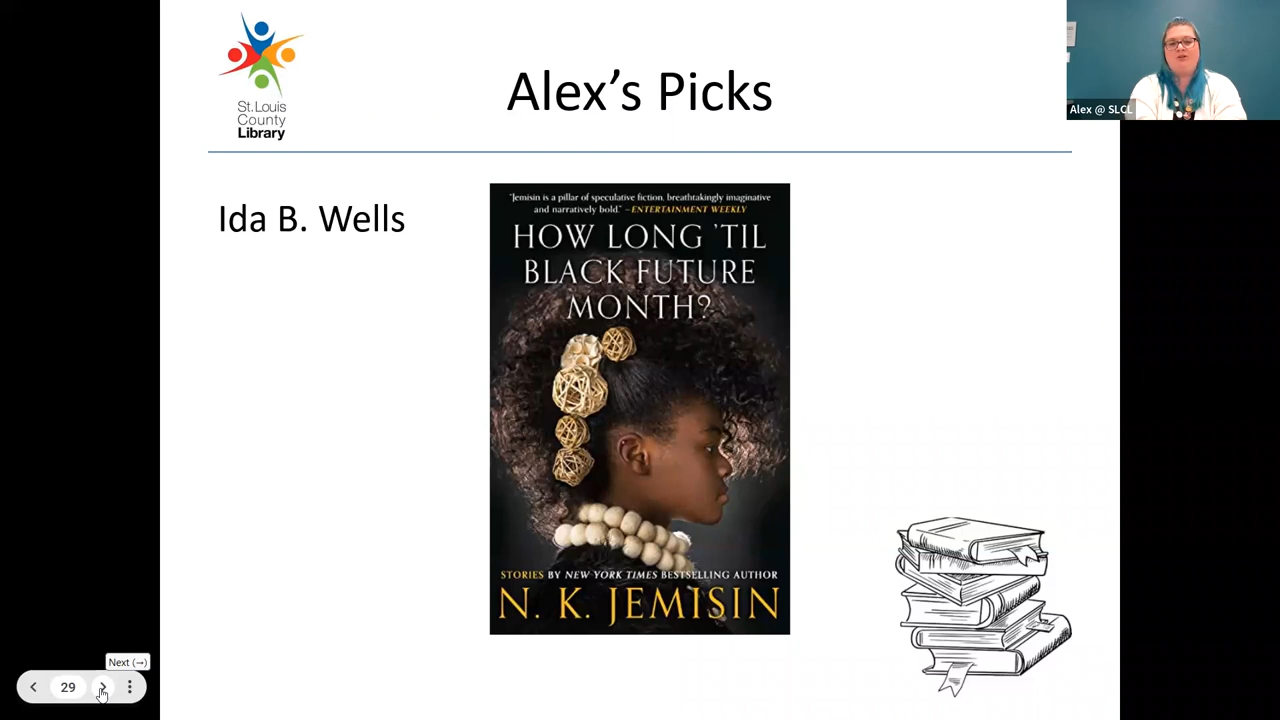 St.Louis
County
Library
Alex's Picks
Alex @ SLCL
Ida B. Wells
"Jemisin is a pillar of speculative fiction, breathtakingly imaginative
and narratively bold." –ENTERTAINMENT WEEKLY
HOW LONG 'TIL
BLACK FUTURE
MONTH?
STORIES BY NEW YORK TIMES BESTSELLING AUTHOR
N. K. JEMISIN
Next (→)
29